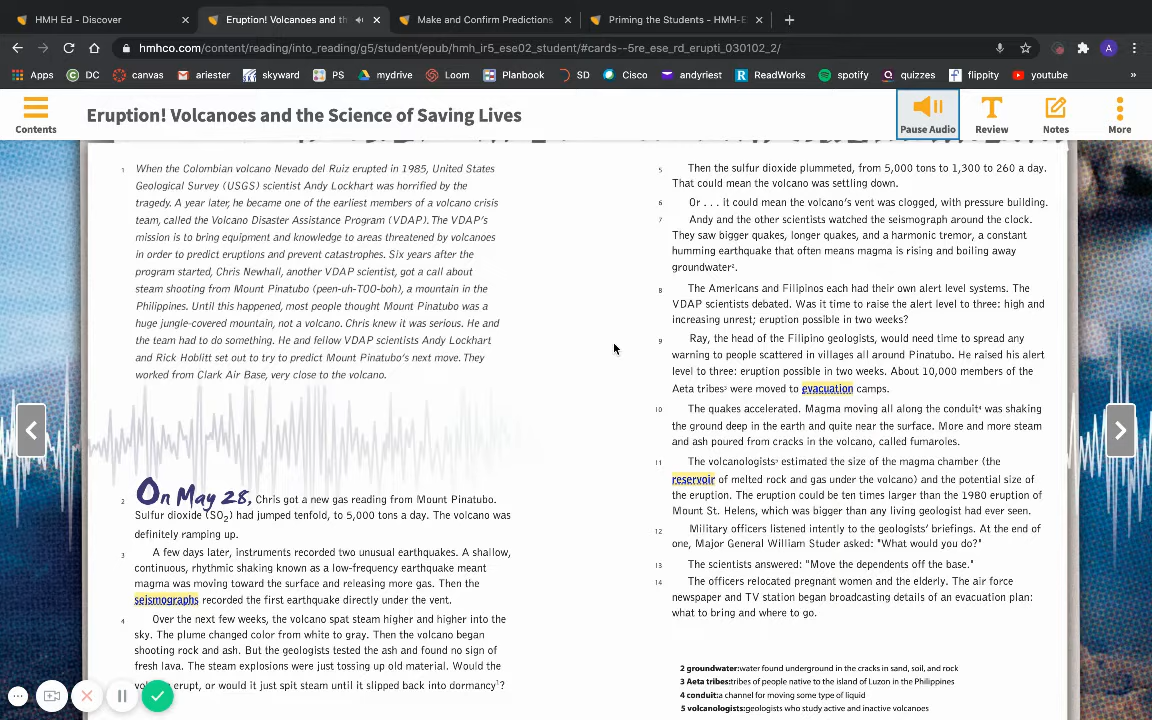 HMH Ed - Discover
Eruption! Volcanoes and th
Make and Confirm Predictions
Priming the Students - HMH-E
hmhco.com/content/reading/into_reading/g5/student/epub/hmh_ir5_ese02_student/#cards--5re_ese_rd_erupti_030102_2/
Apps DC canvas ariester skyward PS mydrive Loom Planbook SD Cisco andyriest ReadWorks spotify quizzes flippity youtube
Contents
Eruption! Volcanoes and the Science of Saving Lives
Pause Audio
Review
Notes
More
1 When the Colombian volcano Nevado del Ruiz erupted in 1985, United States
Geological Survey (USGS) scientist Andy Lockhart was horrified by the
tragedy. A year later, he became one of the earliest members of a volcano crisis
team, called the Volcano Disaster Assistance Program (VDAP). The VDAP's
mission is to bring equipment and knowledge to areas threatened by volcanoes
in order to predict eruptions and prevent catastrophes. Six years after the
program started, Chris Newhall, another VDAP scientist, got a call about
steam shooting from Mount Pinatubo (peen-uh-TOO-boh), a mountain in the
Philippines. Until this happened, most people thought Mount Pinatubo was a
huge jungle-covered mountain, not a volcano. Chris knew it was serious. He and
the team had to do something. He and fellow VDAP scientists Andy Lockhart
and Rick Hoblitt set out to try to predict Mount Pinatubo's next move. They
worked from Clark Air Base, very close to the volcano.
2 On May 28, Chris got a new gas reading from Mount Pinatubo.
Sulfur dioxide (SO2) had jumped tenfold, to 5,000 tons a day. The volcano was
definitely ramping up.
3 A few days later, instruments recorded two unusual earthquakes. A shallow,
continuous, rhythmic shaking known as a low-frequency earthquake meant
magma was moving toward the surface and releasing more gas. Then the
seismographs recorded the first earthquake directly under the vent.
4 Over the next few weeks, the volcano spat steam higher and higher into the
sky. The plume changed color from white to gray. Then the volcano began
shooting rock and ash. But the geologists tested the ash and found no sign of
fresh lava. The steam explosions were just tossing up old material. Would the
erupt, or would it just spit steam until it slipped back into dormancy1?
5 Then the sulfur dioxide plummeted, from 5,000 tons to 1,300 to 260 a day.
That could mean the volcano was settling down.
6 Or . . . it could mean the volcano's vent was clogged, with pressure building.
7 Andy and the other scientists watched the seismograph around the clock.
They saw bigger quakes, longer quakes, and a harmonic tremor, a constant
humming earthquake that often means magma is rising and boiling away
groundwater2.
8 The Americans and Filipinos each had their own alert level systems. The
VDAP scientists debated. Was it time to raise the alert level to three: high and
increasing unrest; eruption possible in two weeks?
9 Ray, the head of the Filipino geologists, would need time to spread any
warning to people scattered in villages all around Pinatubo. He raised his alert
level to three: eruption possible in two weeks. About 10,000 members of the
Aeta tribes3 were moved to evacuation camps.
10 The quakes accelerated. Magma moving all along the conduit4 was shaking
the ground deep in the earth and quite near the surface. More and more steam
and ash poured from cracks in the volcano, called fumaroles.
11 The volcanologists5 estimated the size of the magma chamber (the
reservoir of melted rock and gas under the volcano) and the potential size of
the eruption. The eruption could be ten times larger than the 1980 eruption of
Mount St. Helens, which was bigger than any living geologist had ever seen.
12 Military officers listened intently to the geologists' briefings. At the end of
one, Major General William Studer asked: "What would you do?"
13 The scientists answered: "Move the dependents off the base."
14 The officers relocated pregnant women and the elderly. The air force
newspaper and TV station began broadcasting details of an evacuation plan:
what to bring and where to go.
2 groundwater:water found underground in the cracks in sand, soil, and rock
3 Aeta tribes:tribes of people native to the island of Luzon in the Philippines
4 conduit:a channel for moving some type of liquid
5 volcanologists:geologists who study active and inactive volcanoes